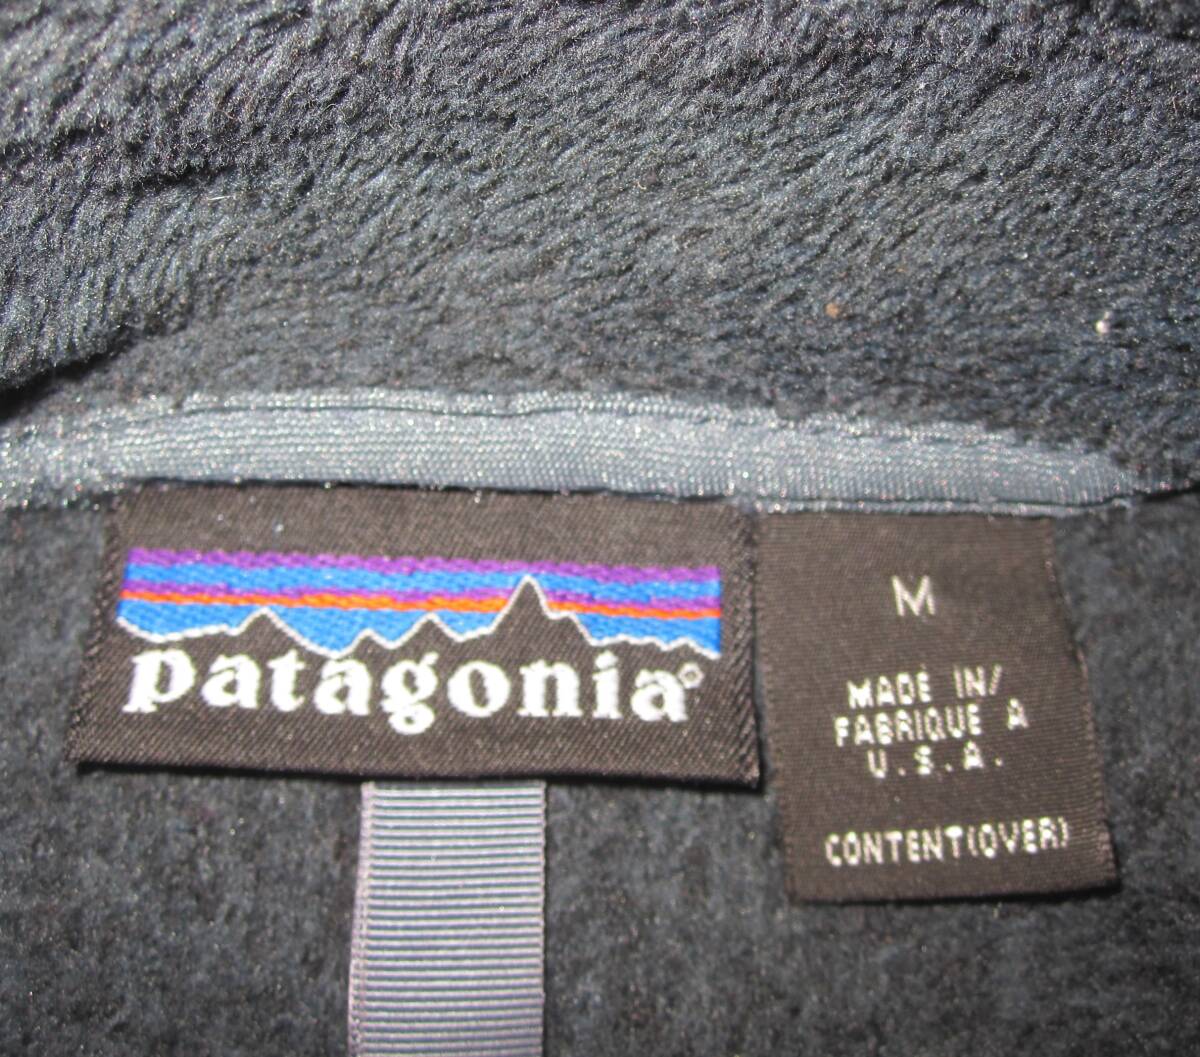 patagonia®
M
MADE IN/
FABRIQUE A
U.S.A.
CONTENT(OVER)